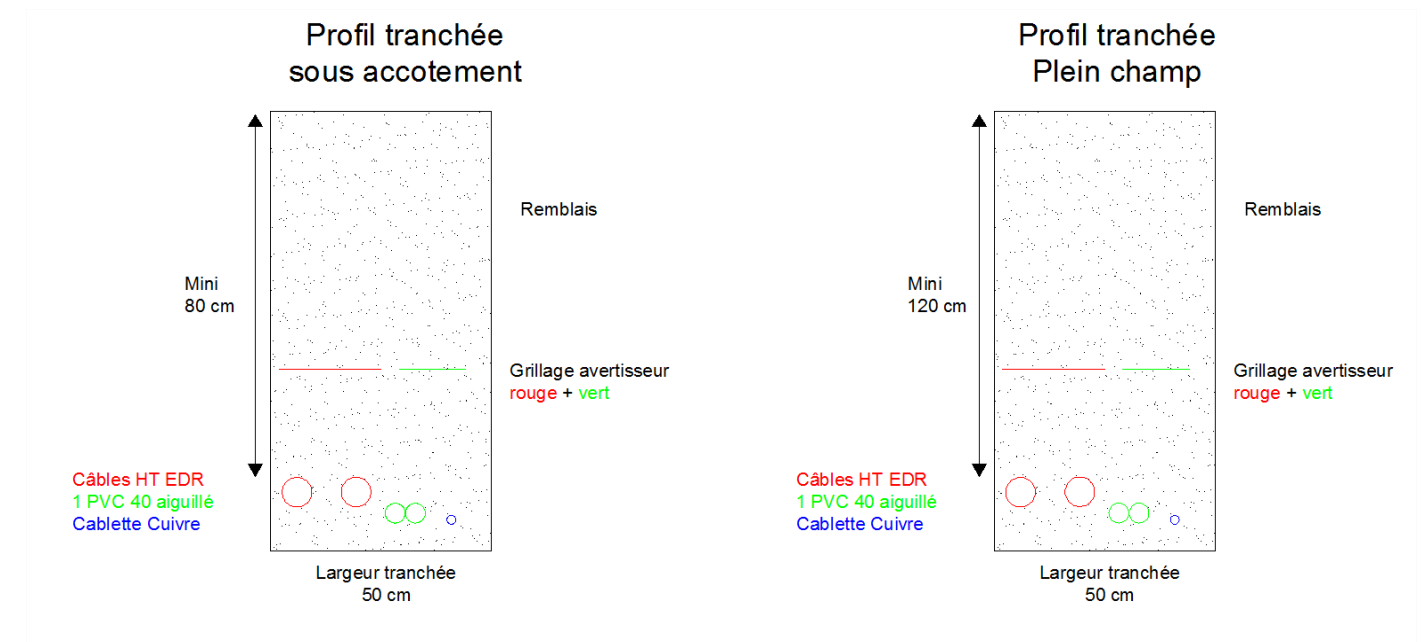 Profil tranchée
sous accotement
Remblais
Mini
80 cm
Grillage avertisseur
rouge + vert
Câbles HT EDR
1 PVC 40 aiguillé
Cablette Cuivre
Largeur tranchée
50 cm
Profil tranchée
Plein champ
Remblais
Mini
120 cm
Grillage avertisseur
rouge + vert
Câbles HT EDR
1 PVC 40 aiguillé
Cablette Cuivre
Largeur tranchée
50 cm